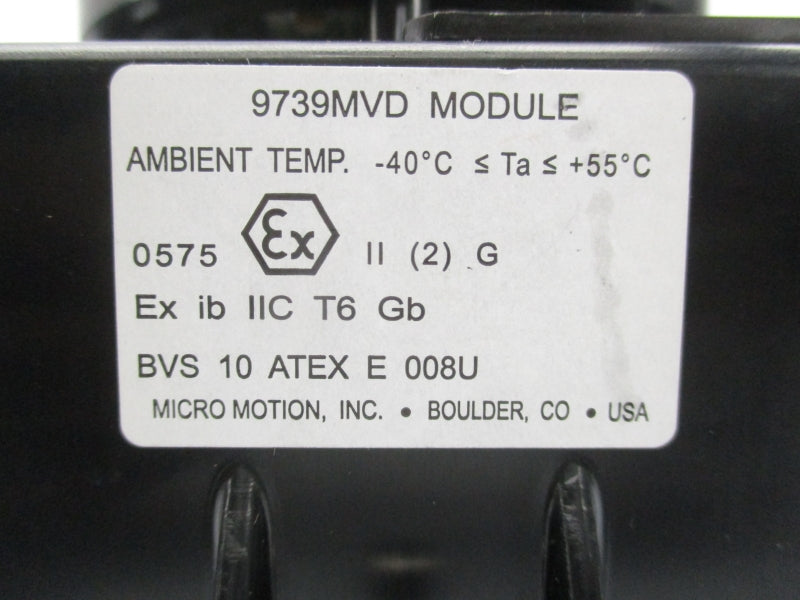 9739MVD MODULE
AMBIENT TEMP. -40°C ≤ Ta ≤ +55°C
0575 Ex II (2) G
Ex ib IIC T6 Gb
BVS 10 ATEX E 008U
MICRO MOTION, INC. • BOULDER, CO • USA